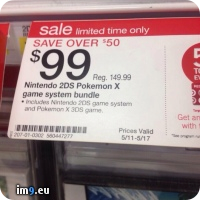 sale limited time only
SAVE OVER $50
$99 Reg. 149.99
Nintendo 2DS Pokemon X
game system bundle
• Includes Nintendo 2DS game system
and Pokemon X 3DS game.
Prices Valid
5/11-5/17
Get an
with
im9.eu